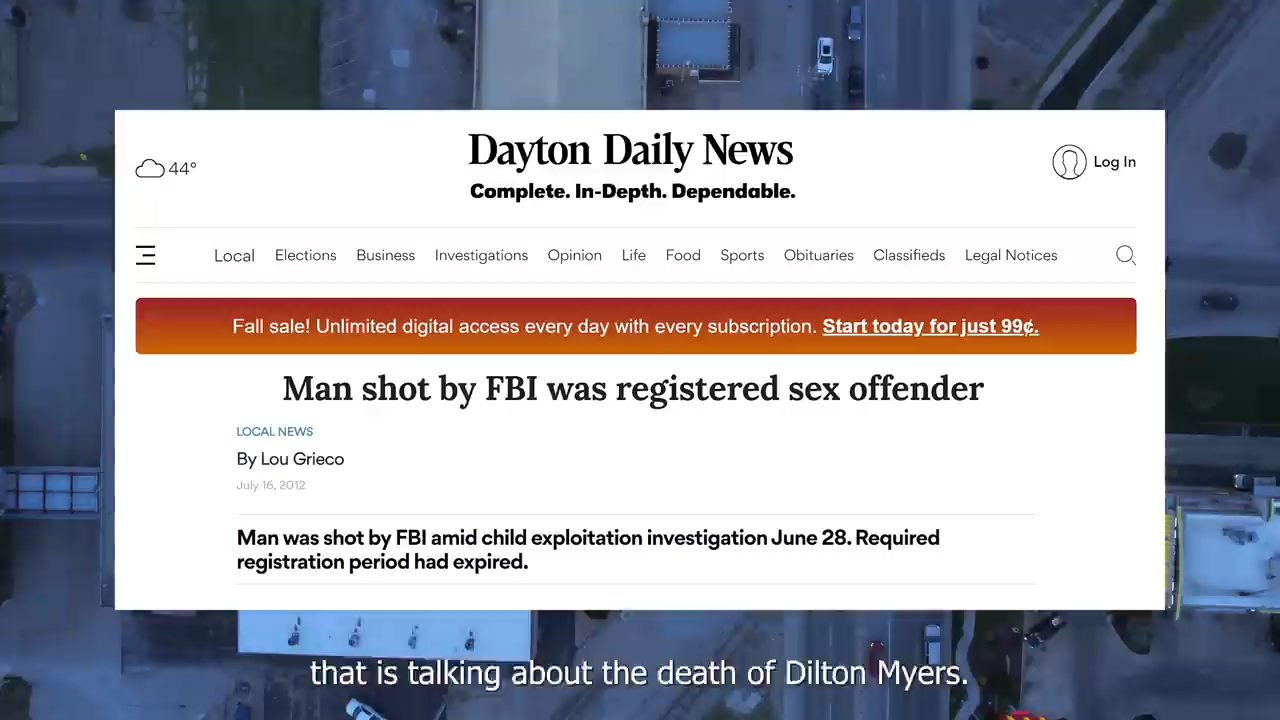 Dayton Daily News
Complete. In-Depth. Dependable.
44°
Log In
Local Elections Business Investigations Opinion Life Food Sports Obituaries Classifieds Legal Notices
Fall sale! Unlimited digital access every day with every subscription. Start today for just 99¢.
Man shot by FBI was registered sex offender
LOCAL NEWS
By Lou Grieco
July 16, 2012
Man was shot by FBI amid child exploitation investigation June 28. Required
registration period had expired.
that is talking about the death of Dilton Myers.